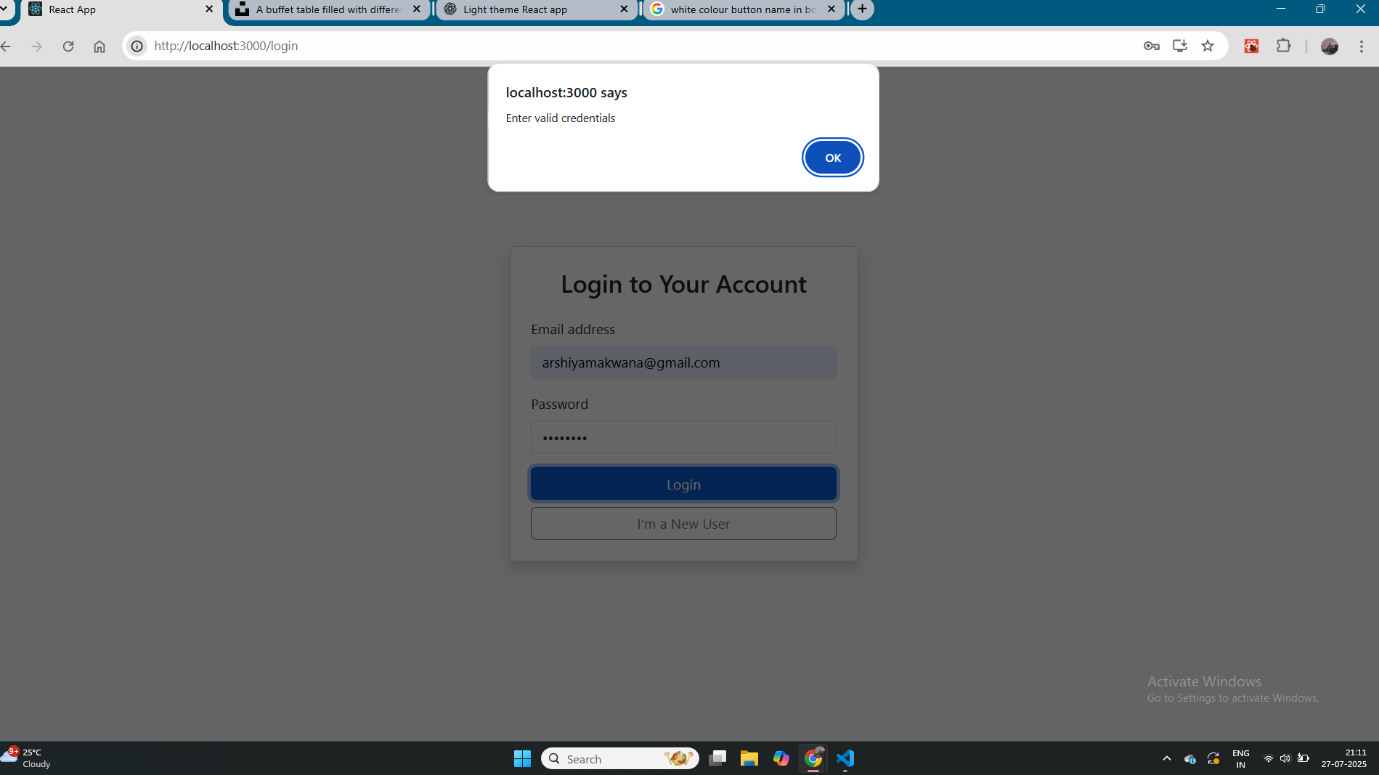 React App
A buffet table filled with differe
Light theme React app
white colour button name in bo
http://localhost:3000/login
localhost:3000 says
Enter valid credentials
OK
Login to Your Account
Email address
arshiyamakwana@gmail.com
Password
••••••••
Login
I'm a New User
Activate Windows
Go to Settings to activate Windows.
9+
25°C
Cloudy
Search
ENG
IN
21:11
27-07-2025